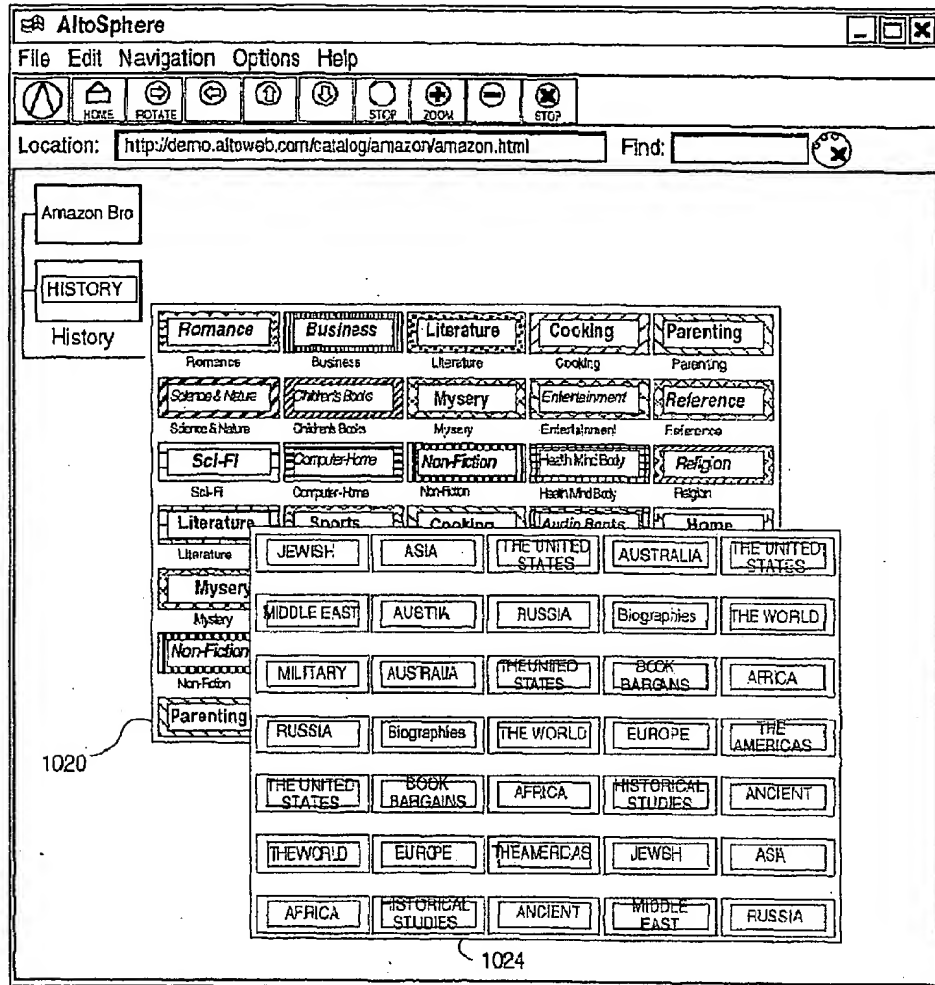 AltoSphere
File Edit Navigation Options Help
HOME ROTATE STOP ZOOM STOP
Location: http://demo.altoweb.com/catalog/amazon/amazon.html Find:
Amazon Bro
HISTORY
History
Romance Business Literature Cooking Parenting
Romance Business Literature Cooking Parenting
Science & Nature Children's Books Mysery Entertainment Reference
Science & Nature Children's Books Mysery Entertainment Reference
Sci-Fi Computer-Home Non-Fiction Health Mind Body Religion
Sci-Fi Computer-Home Non-Fiction Health Mind Body Religion
Literature Sports Cooking Audio Books Home
Literature
Mysery
Mystery
Non-Fiction
Non-Fiction
Parenting
JEWISH ASIA THE UNITED STATES AUSTRALIA THE UNITED STATES
MIDDLE EAST AUSTIA RUSSIA Biographies THE WORLD
MILITARY AUSTRALIA THE UNITED STATES BOOK BARGANS AFRICA
RUSSIA Biographies THE WORLD EUROPE THE AMERICAS
THE UNITED STATES BOOK BARGAINS AFRICA HISTORICAL STUDIES ANCIENT
THE WORLD EUROPE THE AMERICAS JEWISH ASIA
AFRICA HISTORICAL STUDIES ANCIENT MIDDLE EAST RUSSIA
1020
1024